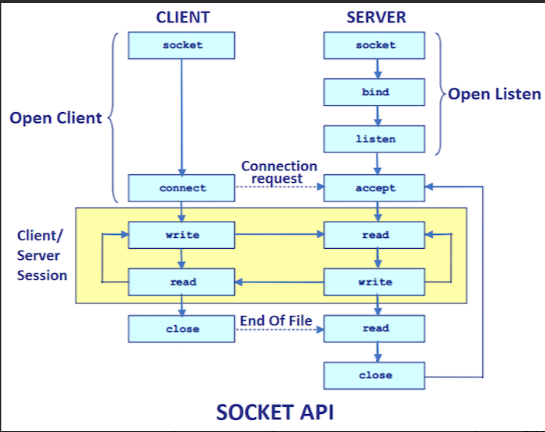 CLIENT
SERVER
socket
socket
bind
Open Client
Open Listen
listen
Connection
request
connect
accept
Client/
Server
Session
write
read
read
write
close
End Of File
read
close
SOCKET API